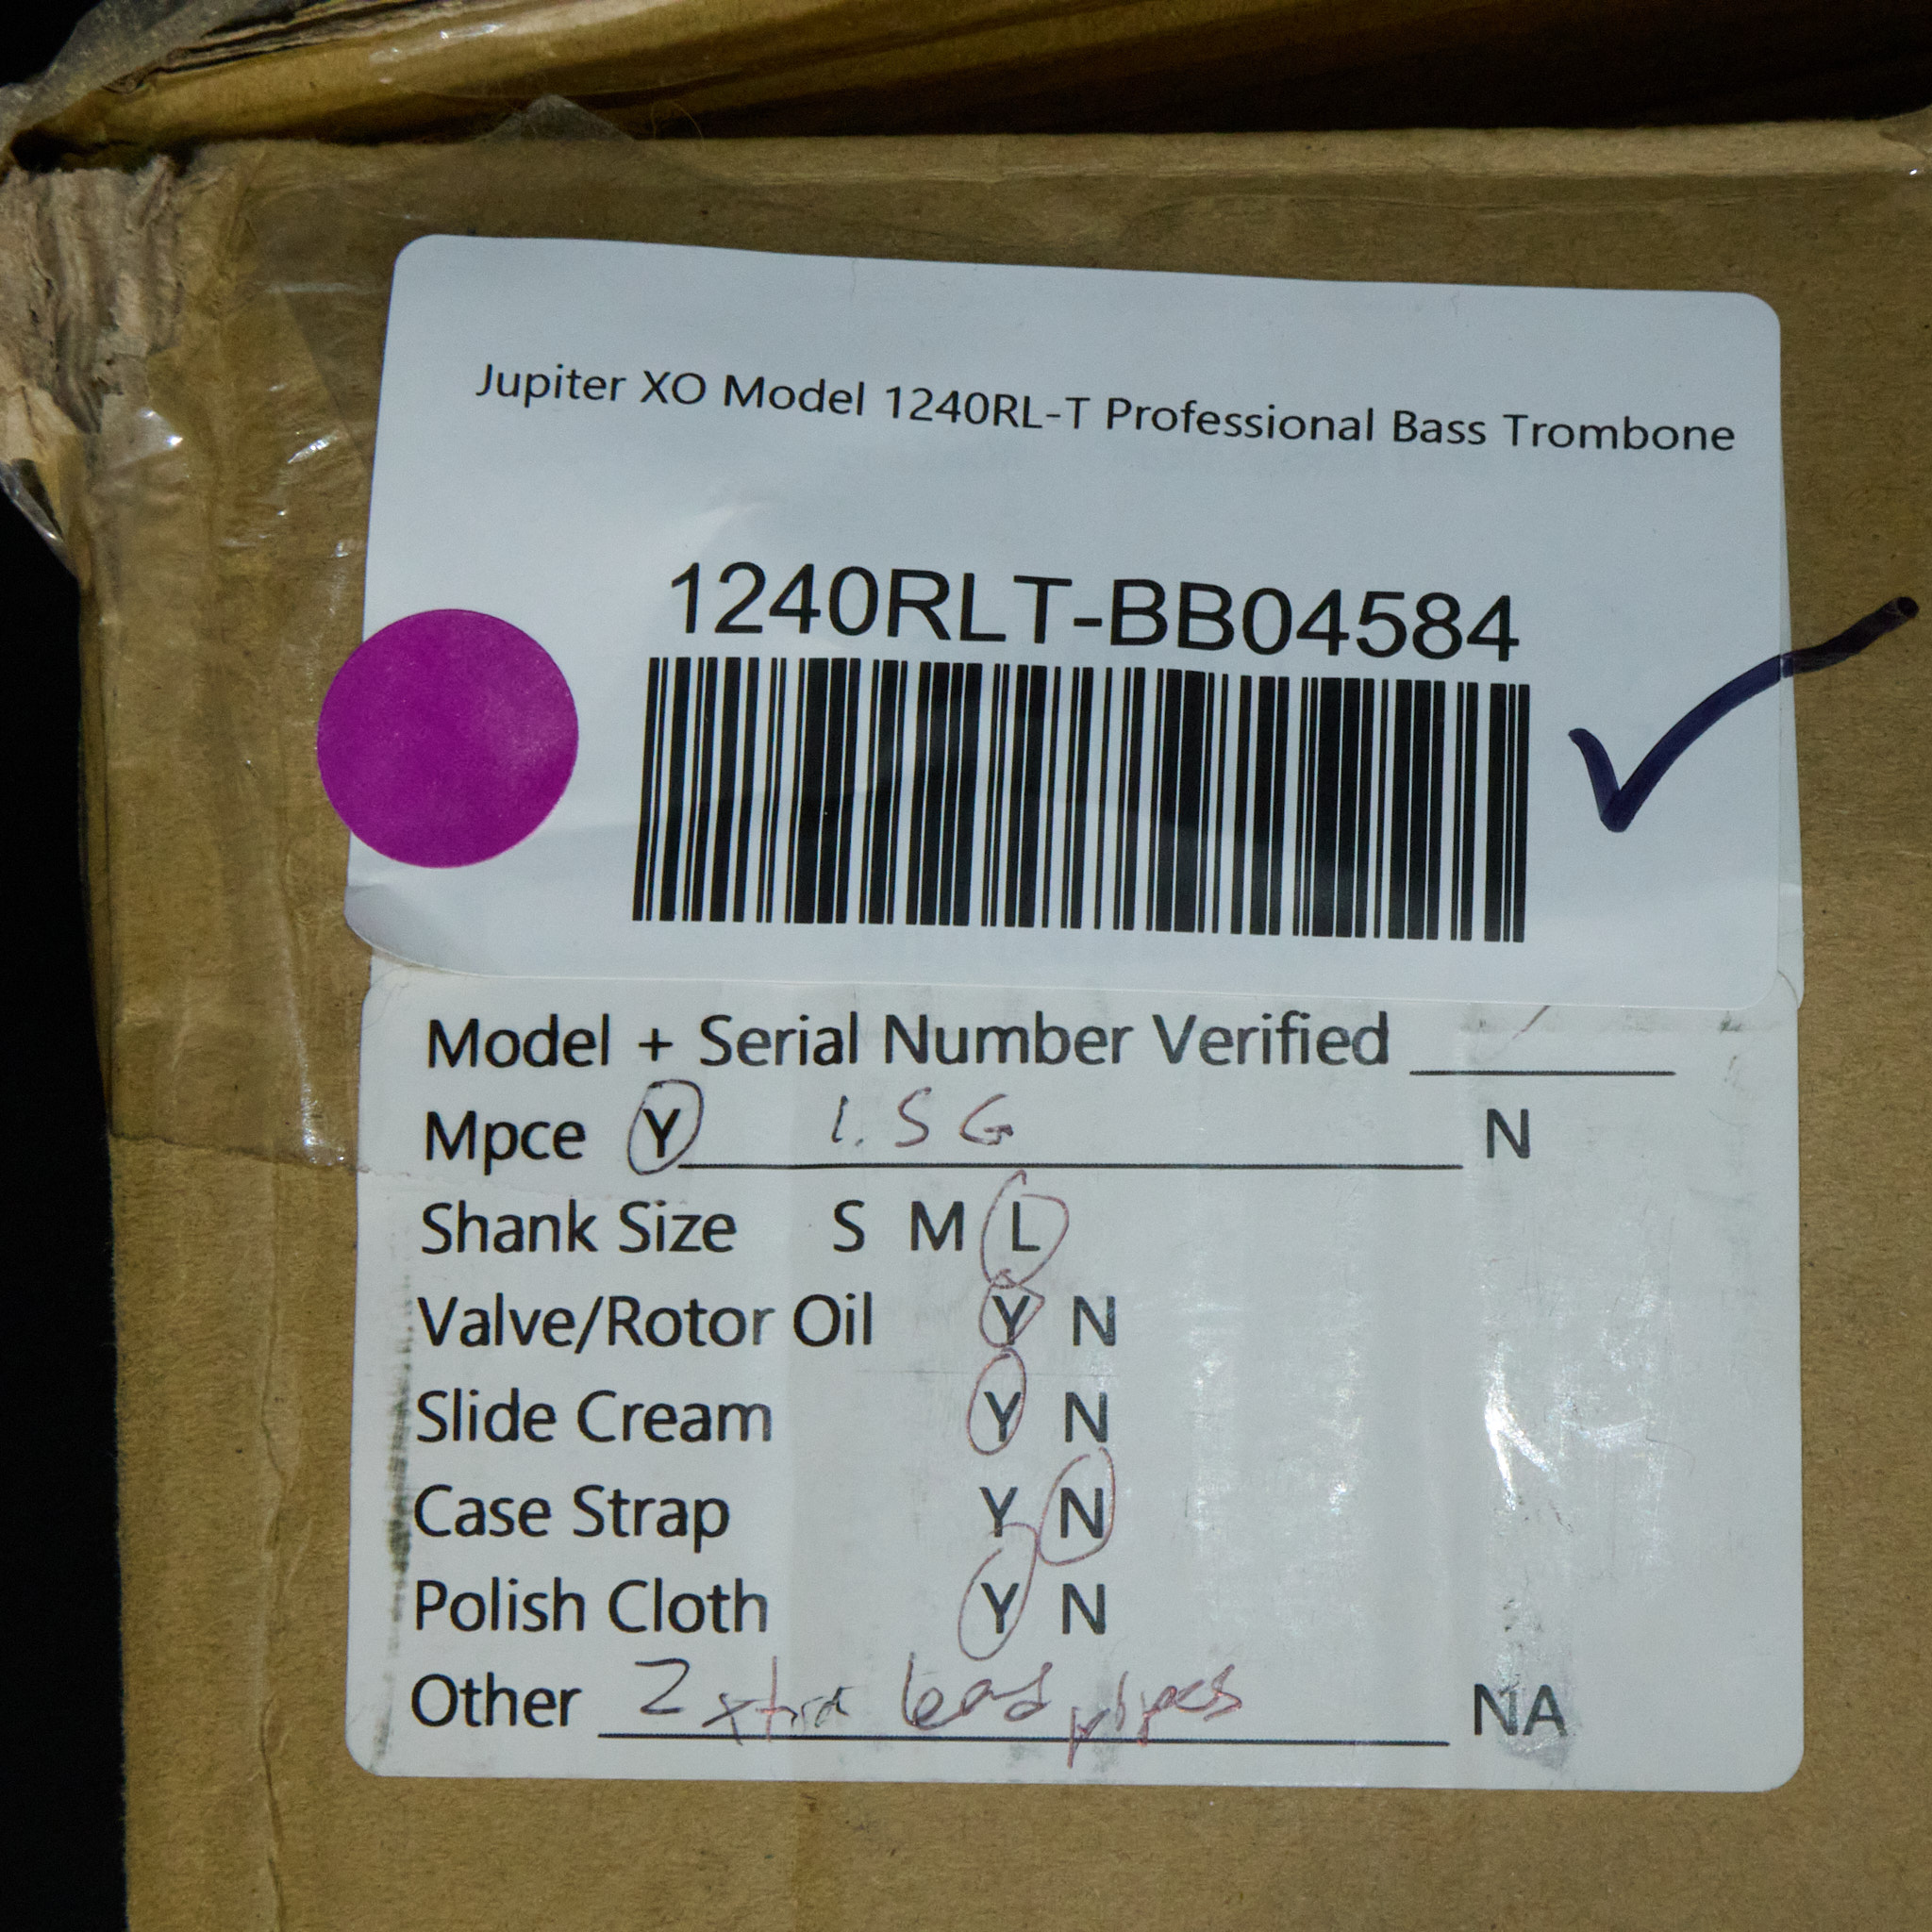 Jupiter XO Model 1240RL-T Professional Bass Trombone
1240RLT-BB04584
Model + Serial Number Verified
Mpce Y 1.5G N
Shank Size S M L
Valve/Rotor Oil Y N
Slide Cream Y N
Case Strap Y N
Polish Cloth Y N
Other 2 xtra lead pipes NA